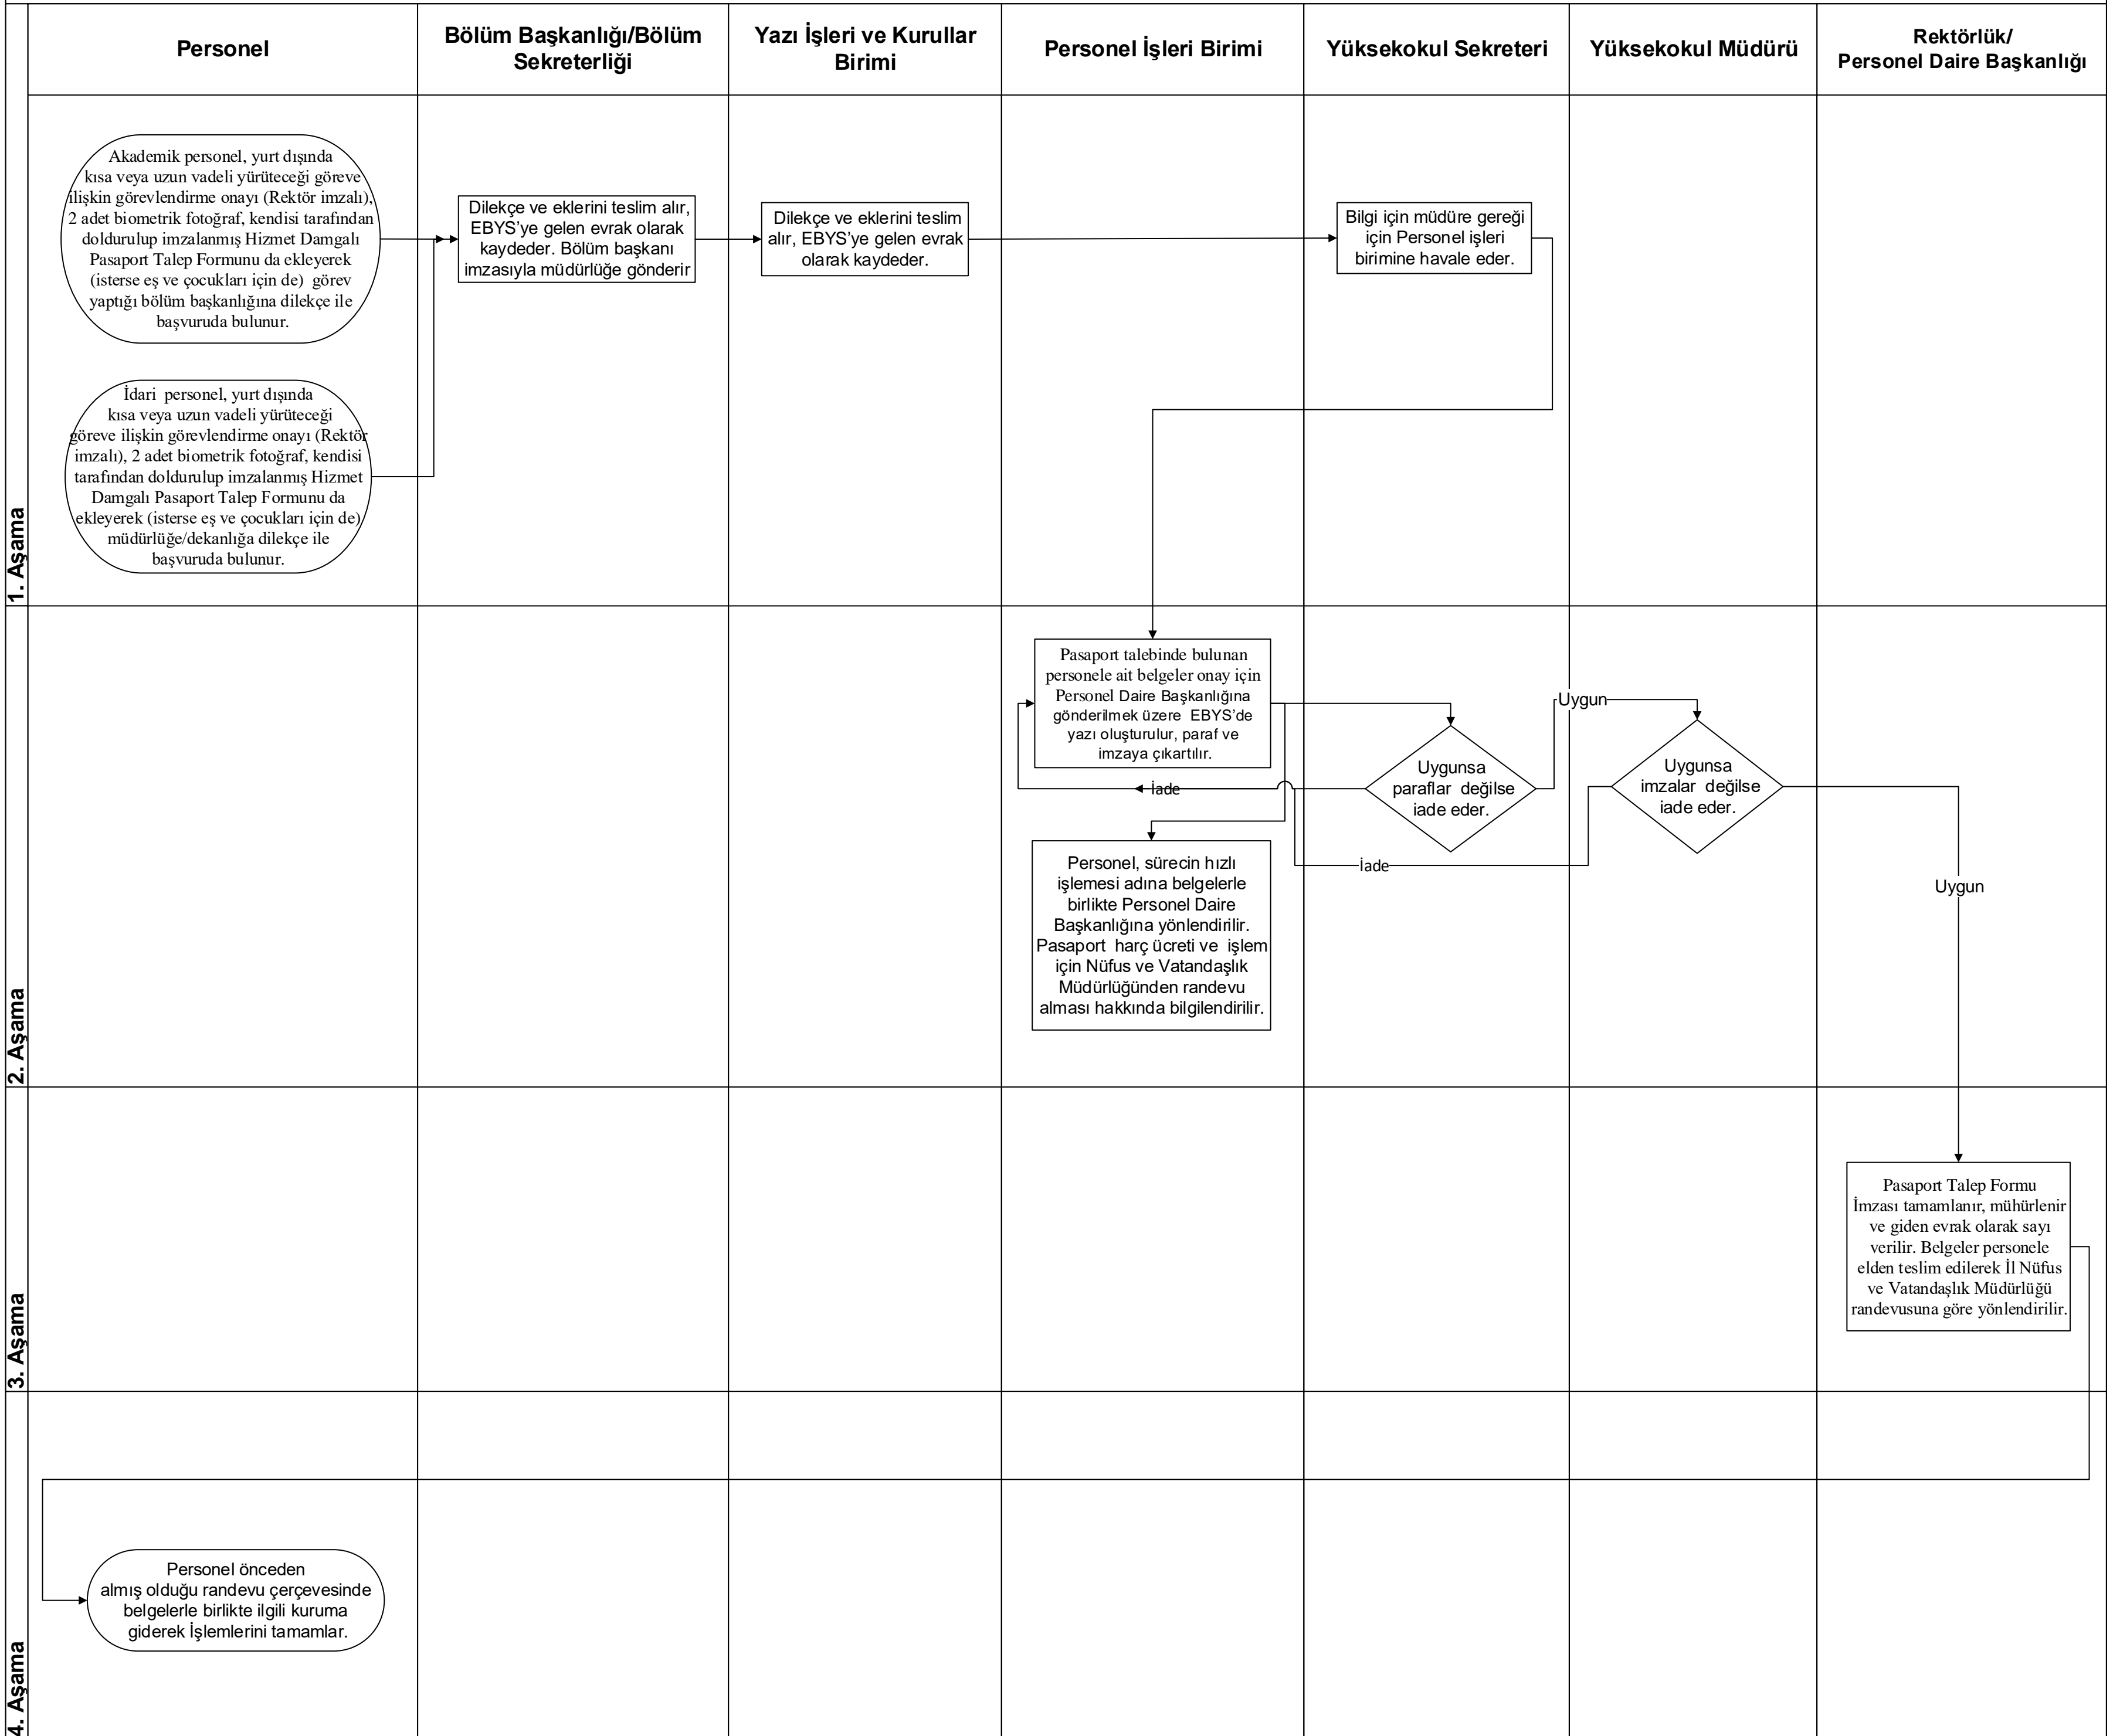 Personel
Bölüm Başkanlığı/Bölüm
Sekreterliği
Yazı İşleri ve Kurullar
Birimi
Personel İşleri Birimi
Yüksekokul Sekreteri
Yüksekokul Müdürü
Rektörlük/
Personel Daire Başkanlığı
1. Aşama
Akademik personel, yurt dışında
kısa veya uzun vadeli yürüteceği göreve
ilişkin görevlendirme onayı (Rektör imzalı),
2 adet biometrik fotoğraf, kendisi tarafından
doldurulup imzalanmış Hizmet Damgalı
Pasaport Talep Formunu da ekleyerek
(isterse eş ve çocukları için de) görev
yaptığı bölüm başkanlığına dilekçe ile
başvuruda bulunur.
Dilekçe ve eklerini teslim alır,
EBYS’ye gelen evrak olarak
kaydeder. Bölüm başkanı
imzasıyla müdürlüğe gönderir
Dilekçe ve eklerini teslim
alır, EBYS’ye gelen evrak
olarak kaydeder.
Bilgi için müdüre gereği
için Personel işleri
birimine havale eder.
İdari personel, yurt dışında
kısa veya uzun vadeli yürüteceği
göreve ilişkin görevlendirme onayı (Rektör
imzalı), 2 adet biometrik fotoğraf, kendisi
tarafından doldurulup imzalanmış Hizmet
Damgalı Pasaport Talep Formunu da
ekleyerek (isterse eş ve çocukları için de)
müdürlüğe/dekanlığa dilekçe ile
başvuruda bulunur.
2. Aşama
Pasaport talebinde bulunan
personele ait belgeler onay için
Personel Daire Başkanlığına
gönderilmek üzere EBYS’de
yazı oluşturulur, paraf ve
imzaya çıkartılır.
Uygunsa
paraflar değilse
iade eder.
Uygun
Uygunsa
imzalar değilse
iade eder.
İade
İade
Uygun
Personel, sürecin hızlı
işlemesi adına belgelerle
birlikte Personel Daire
Başkanlığına yönlendirilir.
Pasaport harç ücreti ve işlem
için Nüfus ve Vatandaşlık
Müdürlüğünden randevu
alması hakkında bilgilendirilir.
3. Aşama
Pasaport Talep Formu
İmzası tamamlanır, mühürlenir
ve giden evrak olarak sayı
verilir. Belgeler personele
elden teslim edilerek İl Nüfus
ve Vatandaşlık Müdürlüğü
randevusuna göre yönlendirilir.
4. Aşama
Personel önceden
almış olduğu randevu çerçevesinde
belgelerle birlikte ilgili kuruma
giderek İşlemlerini tamamlar.